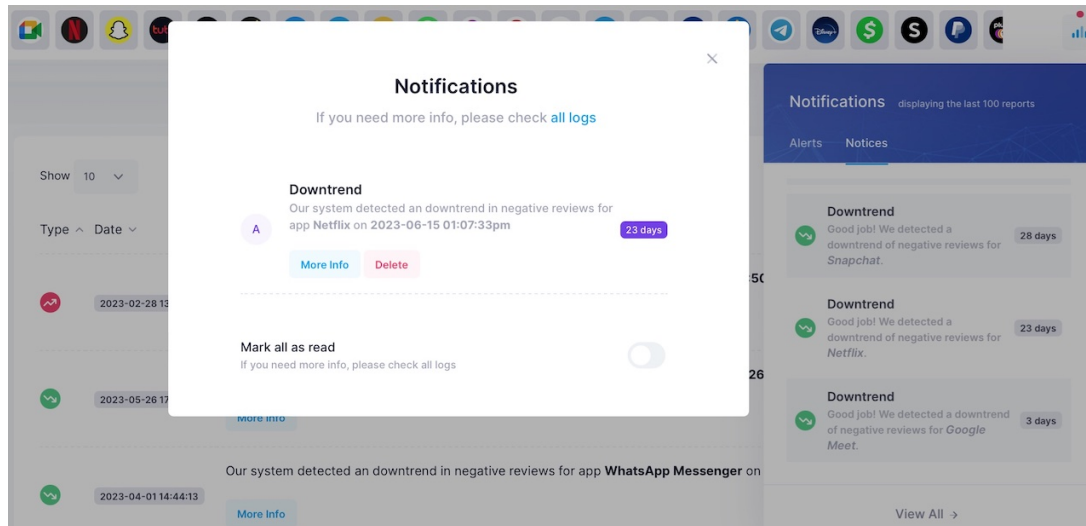 Notifications
If you need more info, please check all logs
Downtrend
Our system detected an downtrend in negative reviews for
app Netflix on 2023-06-15 01:07:33pm
A
23 days
More Info
Delete
Mark all as read
If you need more info, please check all logs
Show 10
Type Date
2023-02-28 13
:50
2023-05-26 17
26
More Info
Our system detected an downtrend in negative reviews for app WhatsApp Messenger on
2023-04-01 14:44:13
More Info
Disney+
Notifications displaying the last 100 reports
Alerts Notices
Downtrend
Good job! We detected a
downtrend of negative reviews for
Snapchat.
28 days
Downtrend
Good job! We detected a
downtrend of negative reviews for
Netflix.
23 days
Downtrend
Good job! We detected a downtrend
of negative reviews for Google
Meet.
3 days
View All →